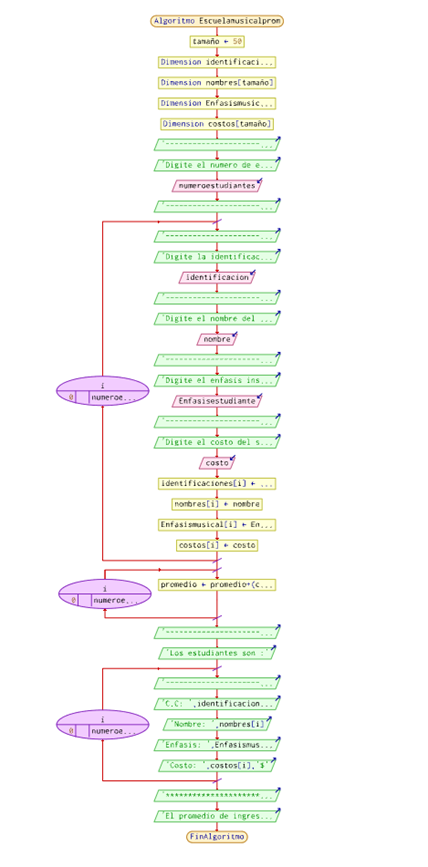 Algoritmo Escuelamusicalprom
tamaño ← 50
Dimension identificaci...
Dimension nombres[tamaño]
Dimension Enfasismusic...
Dimension costos[tamaño]
'---------------------...
'Digite el numero de e...
numeroestudiantes
'---------------------...
'---------------------...
'Digite la identificac...
identificacion
'---------------------...
'Digite el nombre del ...
nombre
'---------------------...
'Digite el enfasis ins...
Enfasisestudiante
'---------------------...
'Digite el costo del s...
costo
i
0 numeroe...
identificaciones[i] ← ...
nombres[i] ← nombre
Enfasismusical[i] ← En...
costos[i] ← costo
i
0 numeroe...
promedio ← promedio+(c...
'---------------------...
'Los estudiantes son :'
'---------------------...
'C.C: ',identificacion...
'Nombre: ',nombres[i]
i
0 numeroe...
'Enfasis: ',Enfasismus...
'Costo: ',costos[i],'$'
'*********************...
'El promedio de ingres...
FinAlgoritmo